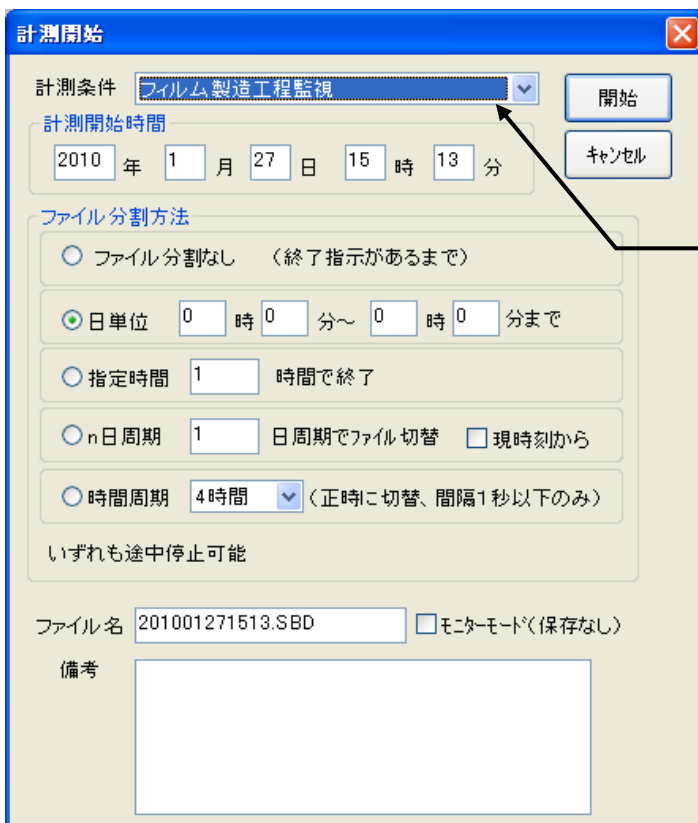 計測開始
計測条件 フィルム製造工程監視
開始
計測開始時間
2010 年 1 月 27 日 15 時 13 分
キャンセル
ファイル分割方法
ファイル分割なし （終了指示があるまで）
日単位 0 時 0 分～ 0 時 0 分まで
指定時間 1 時間で終了
n日周期 1 日周期でファイル切替 現時刻から
時間周期 4時間 （正時に切替、間隔1秒以下のみ）
いずれも途中停止可能
ファイル名 201001271513.SBD モニターモード（保存なし）
備考